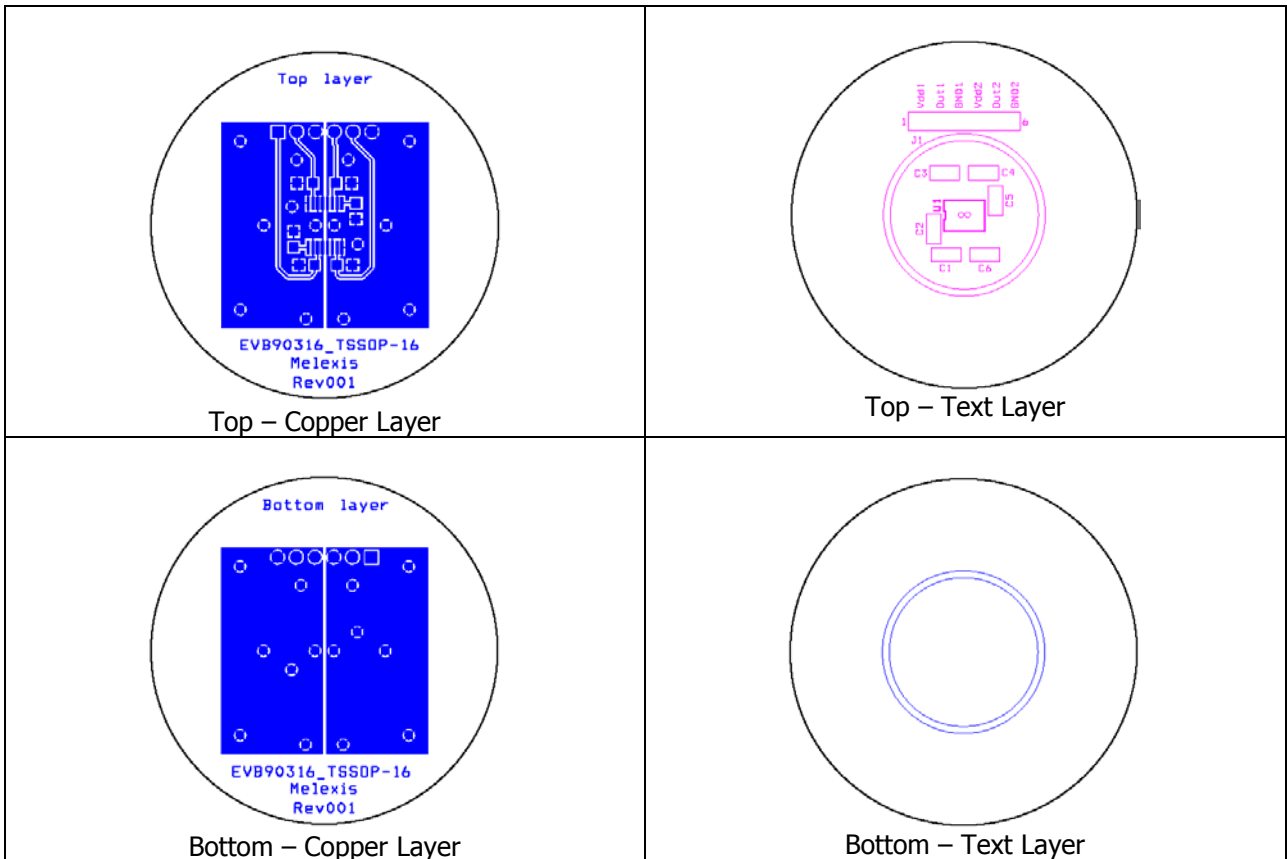 Top layer
EVB90316_TSSOP-16
Melexis
Rev001
Top – Copper Layer
Vdd1
Out1
GND1
Vdd2
Out2
GND2
1 6
J1
C3 C4
C5
U1
C2
C1 C6
Top – Text Layer
Bottom layer
EVB90316_TSSOP-16
Melexis
Rev001
Bottom – Copper Layer
Bottom – Text Layer